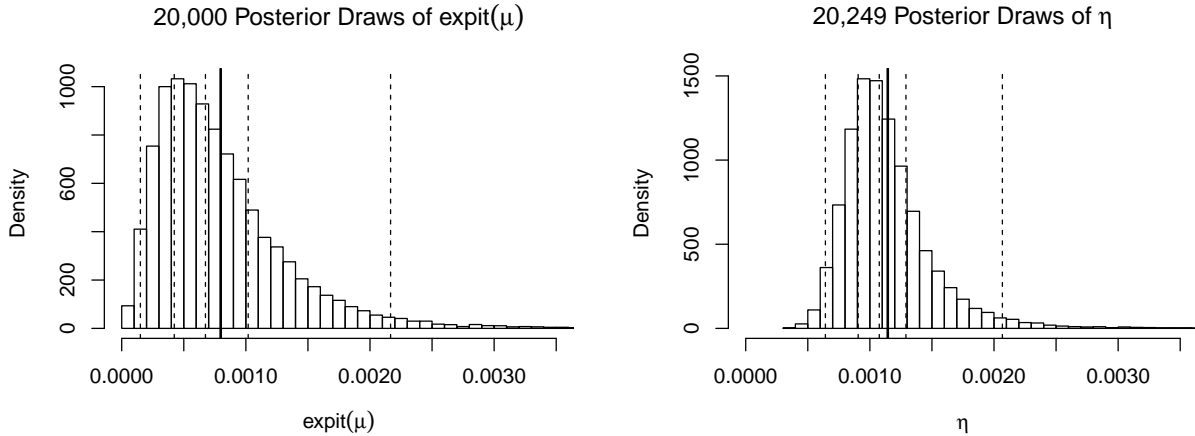 20,000 Posterior Draws of expit(μ)
Density
1000
600
200
0
0.0000 0.0010 0.0020 0.0030
expit(μ)
20,249 Posterior Draws of η
Density
1500
1000
500
0
0.0000 0.0010 0.0020 0.0030
η